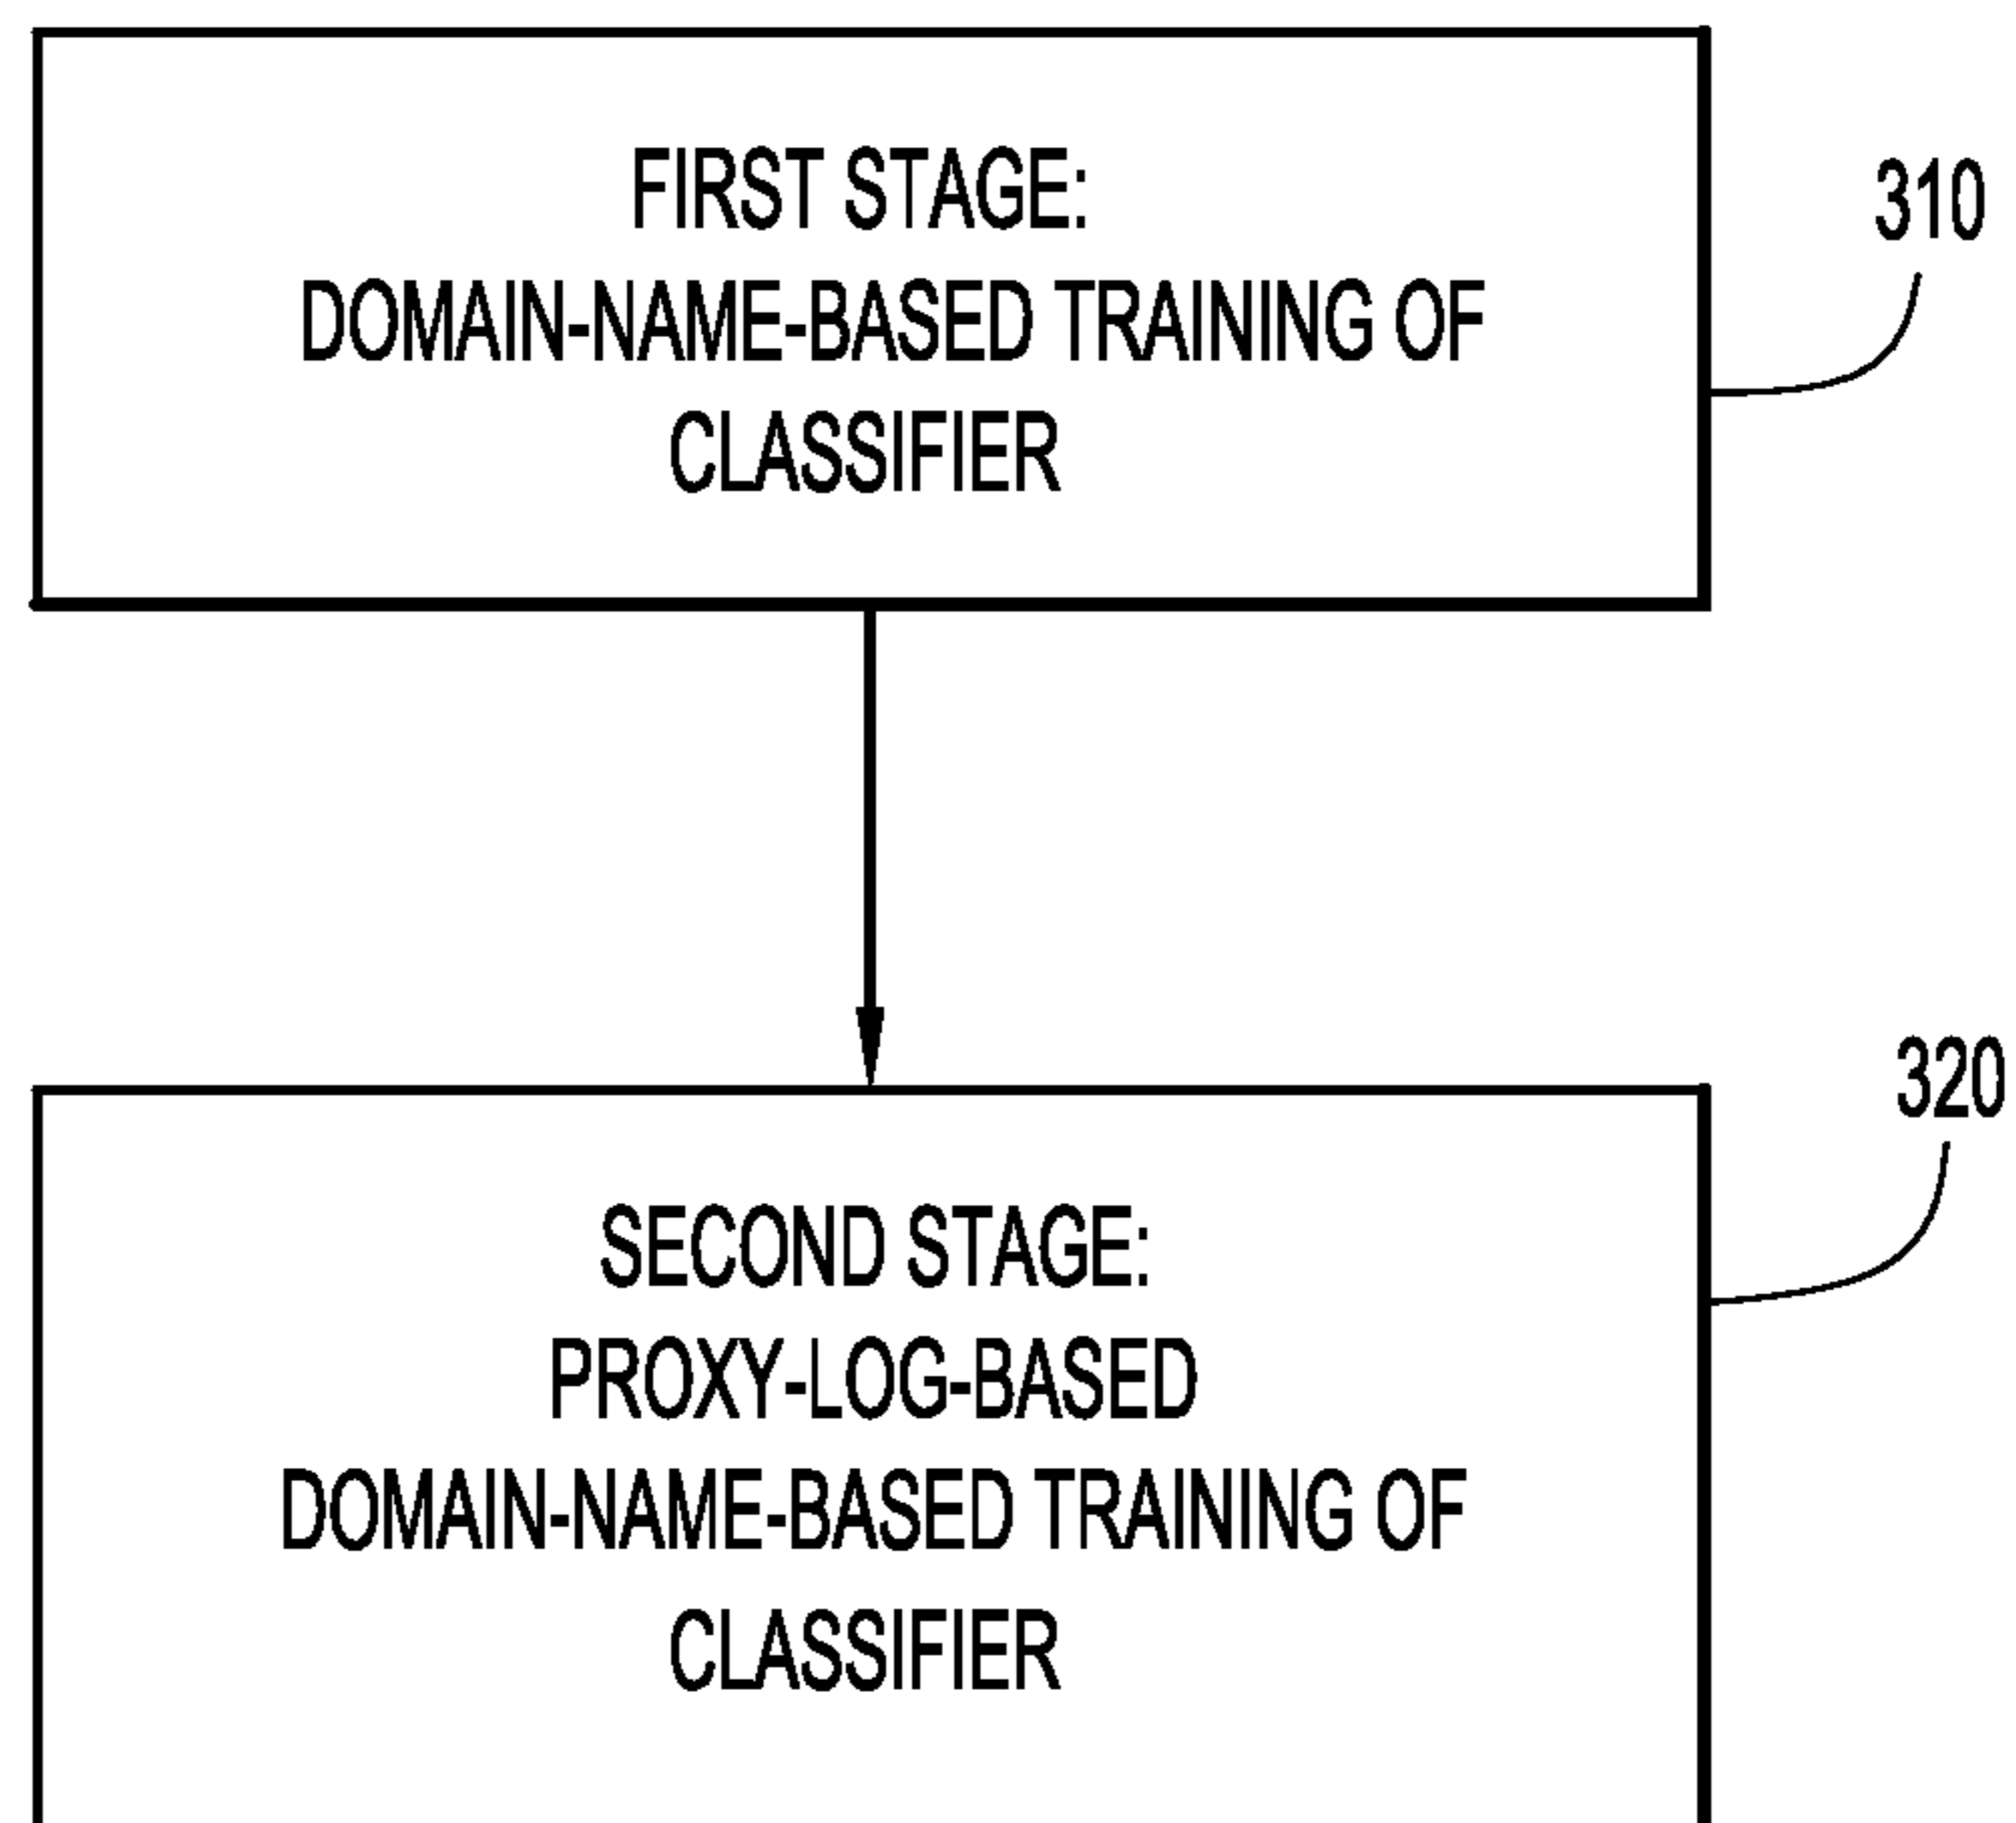 FIRST STAGE:
DOMAIN-NAME-BASED TRAINING OF
CLASSIFIER
310
320
SECOND STAGE:
PROXY-LOG-BASED
DOMAIN-NAME-BASED TRAINING OF
CLASSIFIER